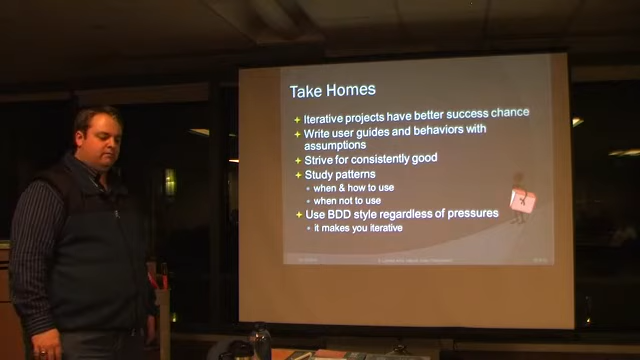 Take Homes
Iterative projects have better success chance
Write user guides and behaviors with
assumptions
Strive for consistently good
Study patterns
when & how to use
when not to use
Use BDD style regardless of pressures
it makes you iterative